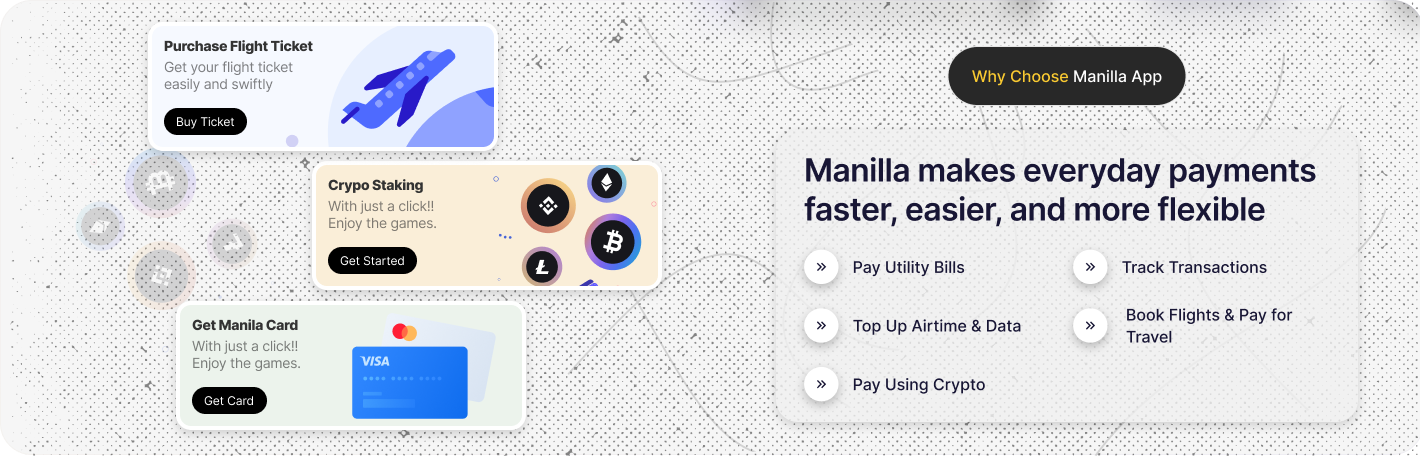 Purchase Flight Ticket
Get your flight ticket
easily and swiftly
Buy Ticket
Crypo Staking
With just a click!!
Enjoy the games.
Get Started
Get Manila Card
With just a click!!
Enjoy the games.
VISA
Get Card
Why Choose Manilla App
Manilla makes everyday payments
faster, easier, and more flexible
Pay Utility Bills
Track Transactions
Top Up Airtime & Data
Book Flights & Pay for
Travel
Pay Using Crypto